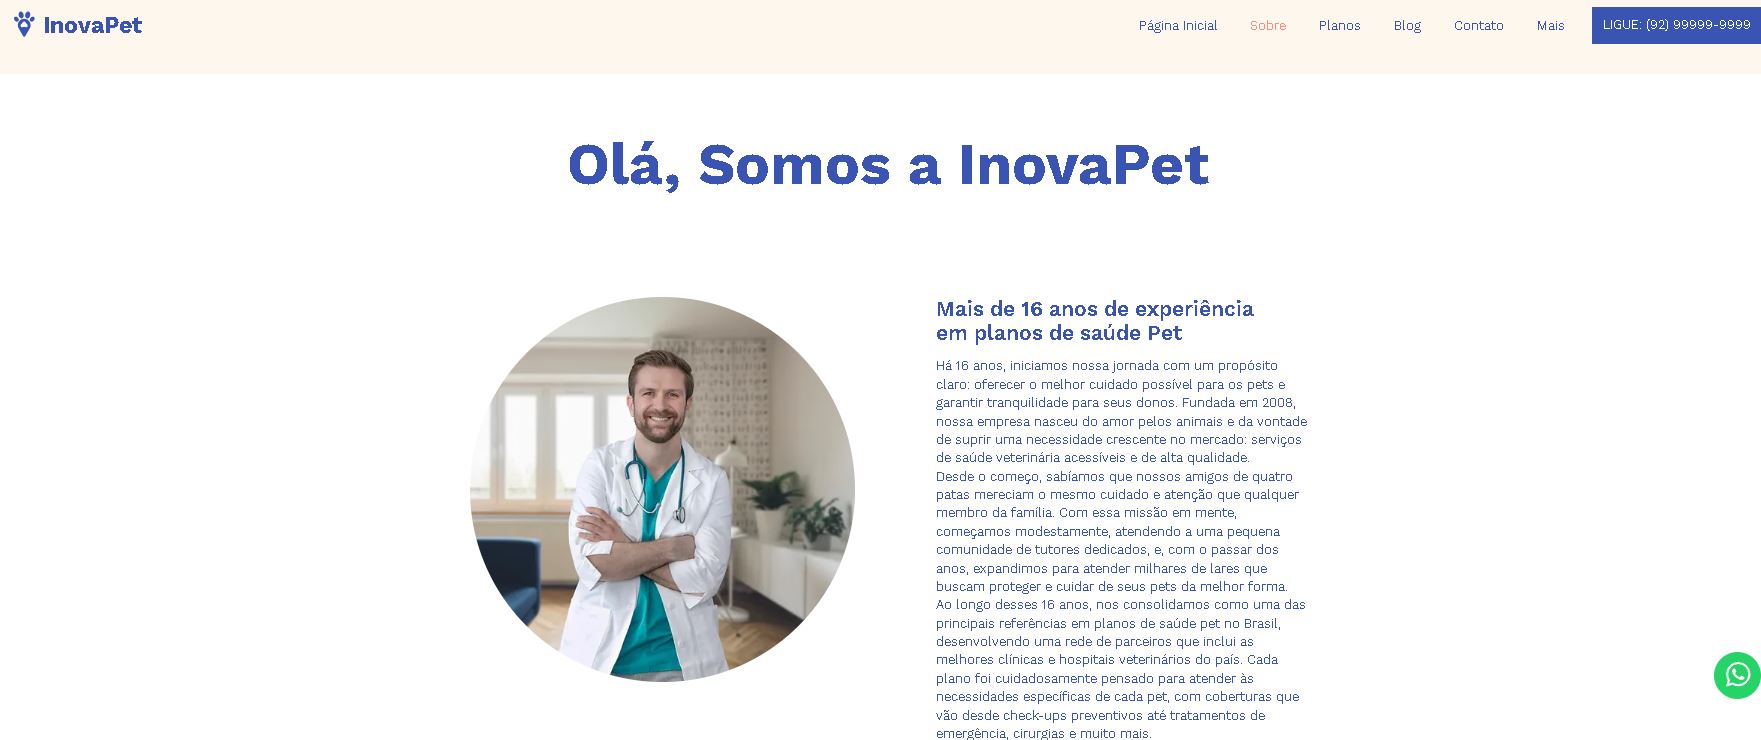 InovaPet
Página Inicial
Sobre
Planos
Blog
Contato
Mais
LIGUE: (92) 99999-9999
Olá, Somos a InovaPet
Mais de 16 anos de experiência
em planos de saúde Pet
Há 16 anos, iniciamos nossa jornada com um propósito
claro: oferecer o melhor cuidado possível para os pets e
garantir tranquilidade para seus donos. Fundada em 2008,
nossa empresa nasceu do amor pelos animais e da vontade
de suprir uma necessidade crescente no mercado: serviços
de saúde veterinária acessíveis e de alta qualidade.
Desde o começo, sabíamos que nossos amigos de quatro
patas mereciam o mesmo cuidado e atenção que qualquer
membro da família. Com essa missão em mente,
começamos modestamente, atendendo a uma pequena
comunidade de tutores dedicados, e, com o passar dos
anos, expandimos para atender milhares de lares que
buscam proteger e cuidar de seus pets da melhor forma.
Ao longo desses 16 anos, nos consolidamos como uma das
principais referências em planos de saúde pet no Brasil,
desenvolvendo uma rede de parceiros que inclui as
melhores clínicas e hospitais veterinários do país. Cada
plano foi cuidadosamente pensado para atender às
necessidades específicas de cada pet, com coberturas que
vão desde check-ups preventivos até tratamentos de
emergência, cirurgias e muito mais.